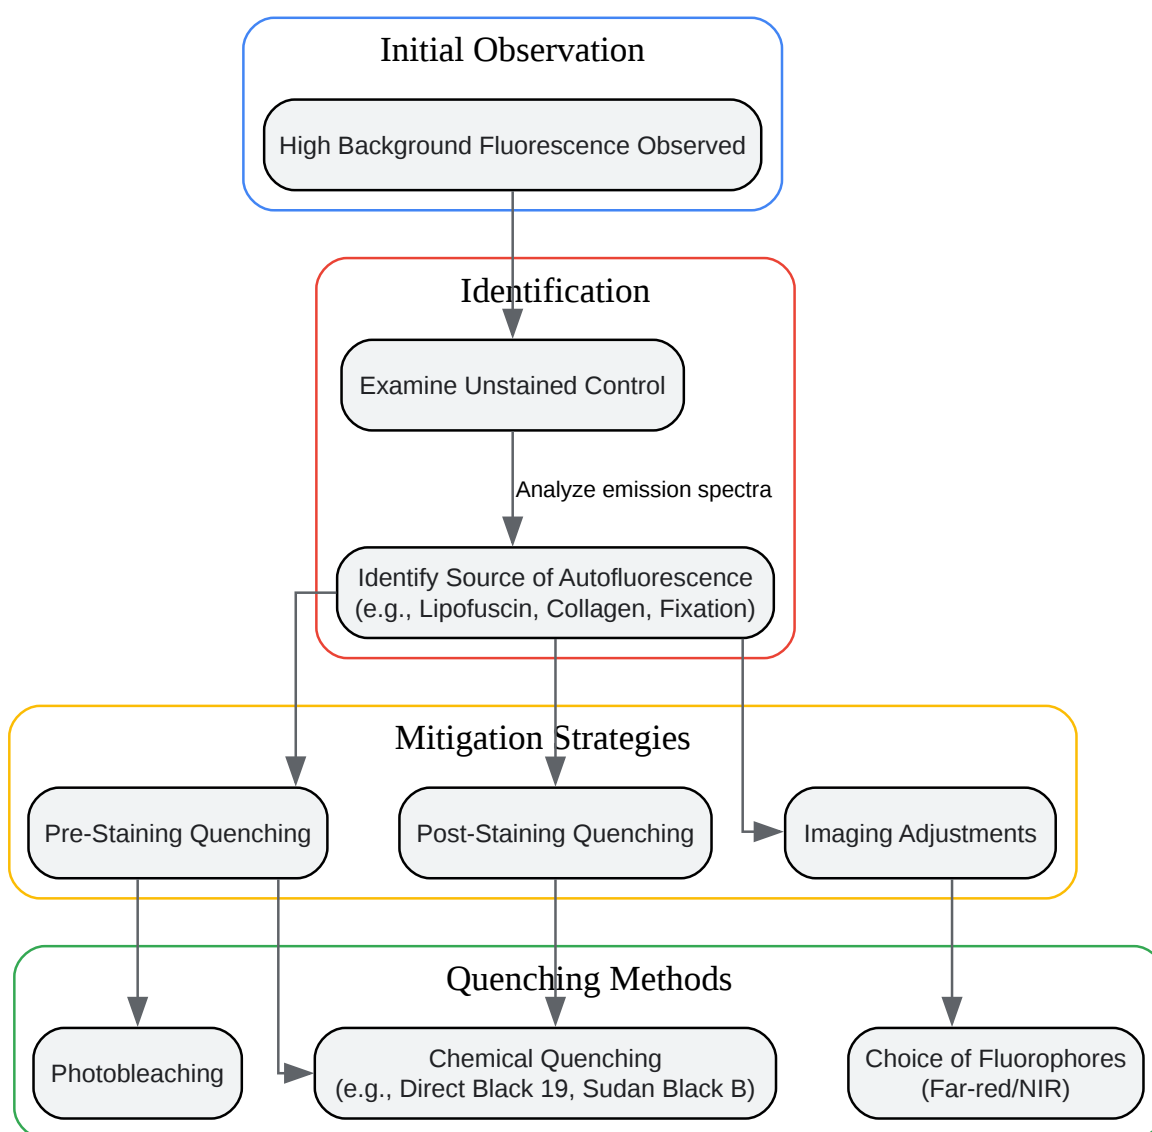 Initial Observation
High Background Fluorescence Observed
Identification
Examine Unstained Control
Analyze emission spectra
Identify Source of Autofluorescence
(e.g., Lipofuscin, Collagen, Fixation)
Mitigation Strategies
Pre-Staining Quenching
Post-Staining Quenching
Imaging Adjustments
Quenching Methods
Photobleaching
Chemical Quenching
(e.g., Direct Black 19, Sudan Black B)
Choice of Fluorophores
(Far-red/NIR)